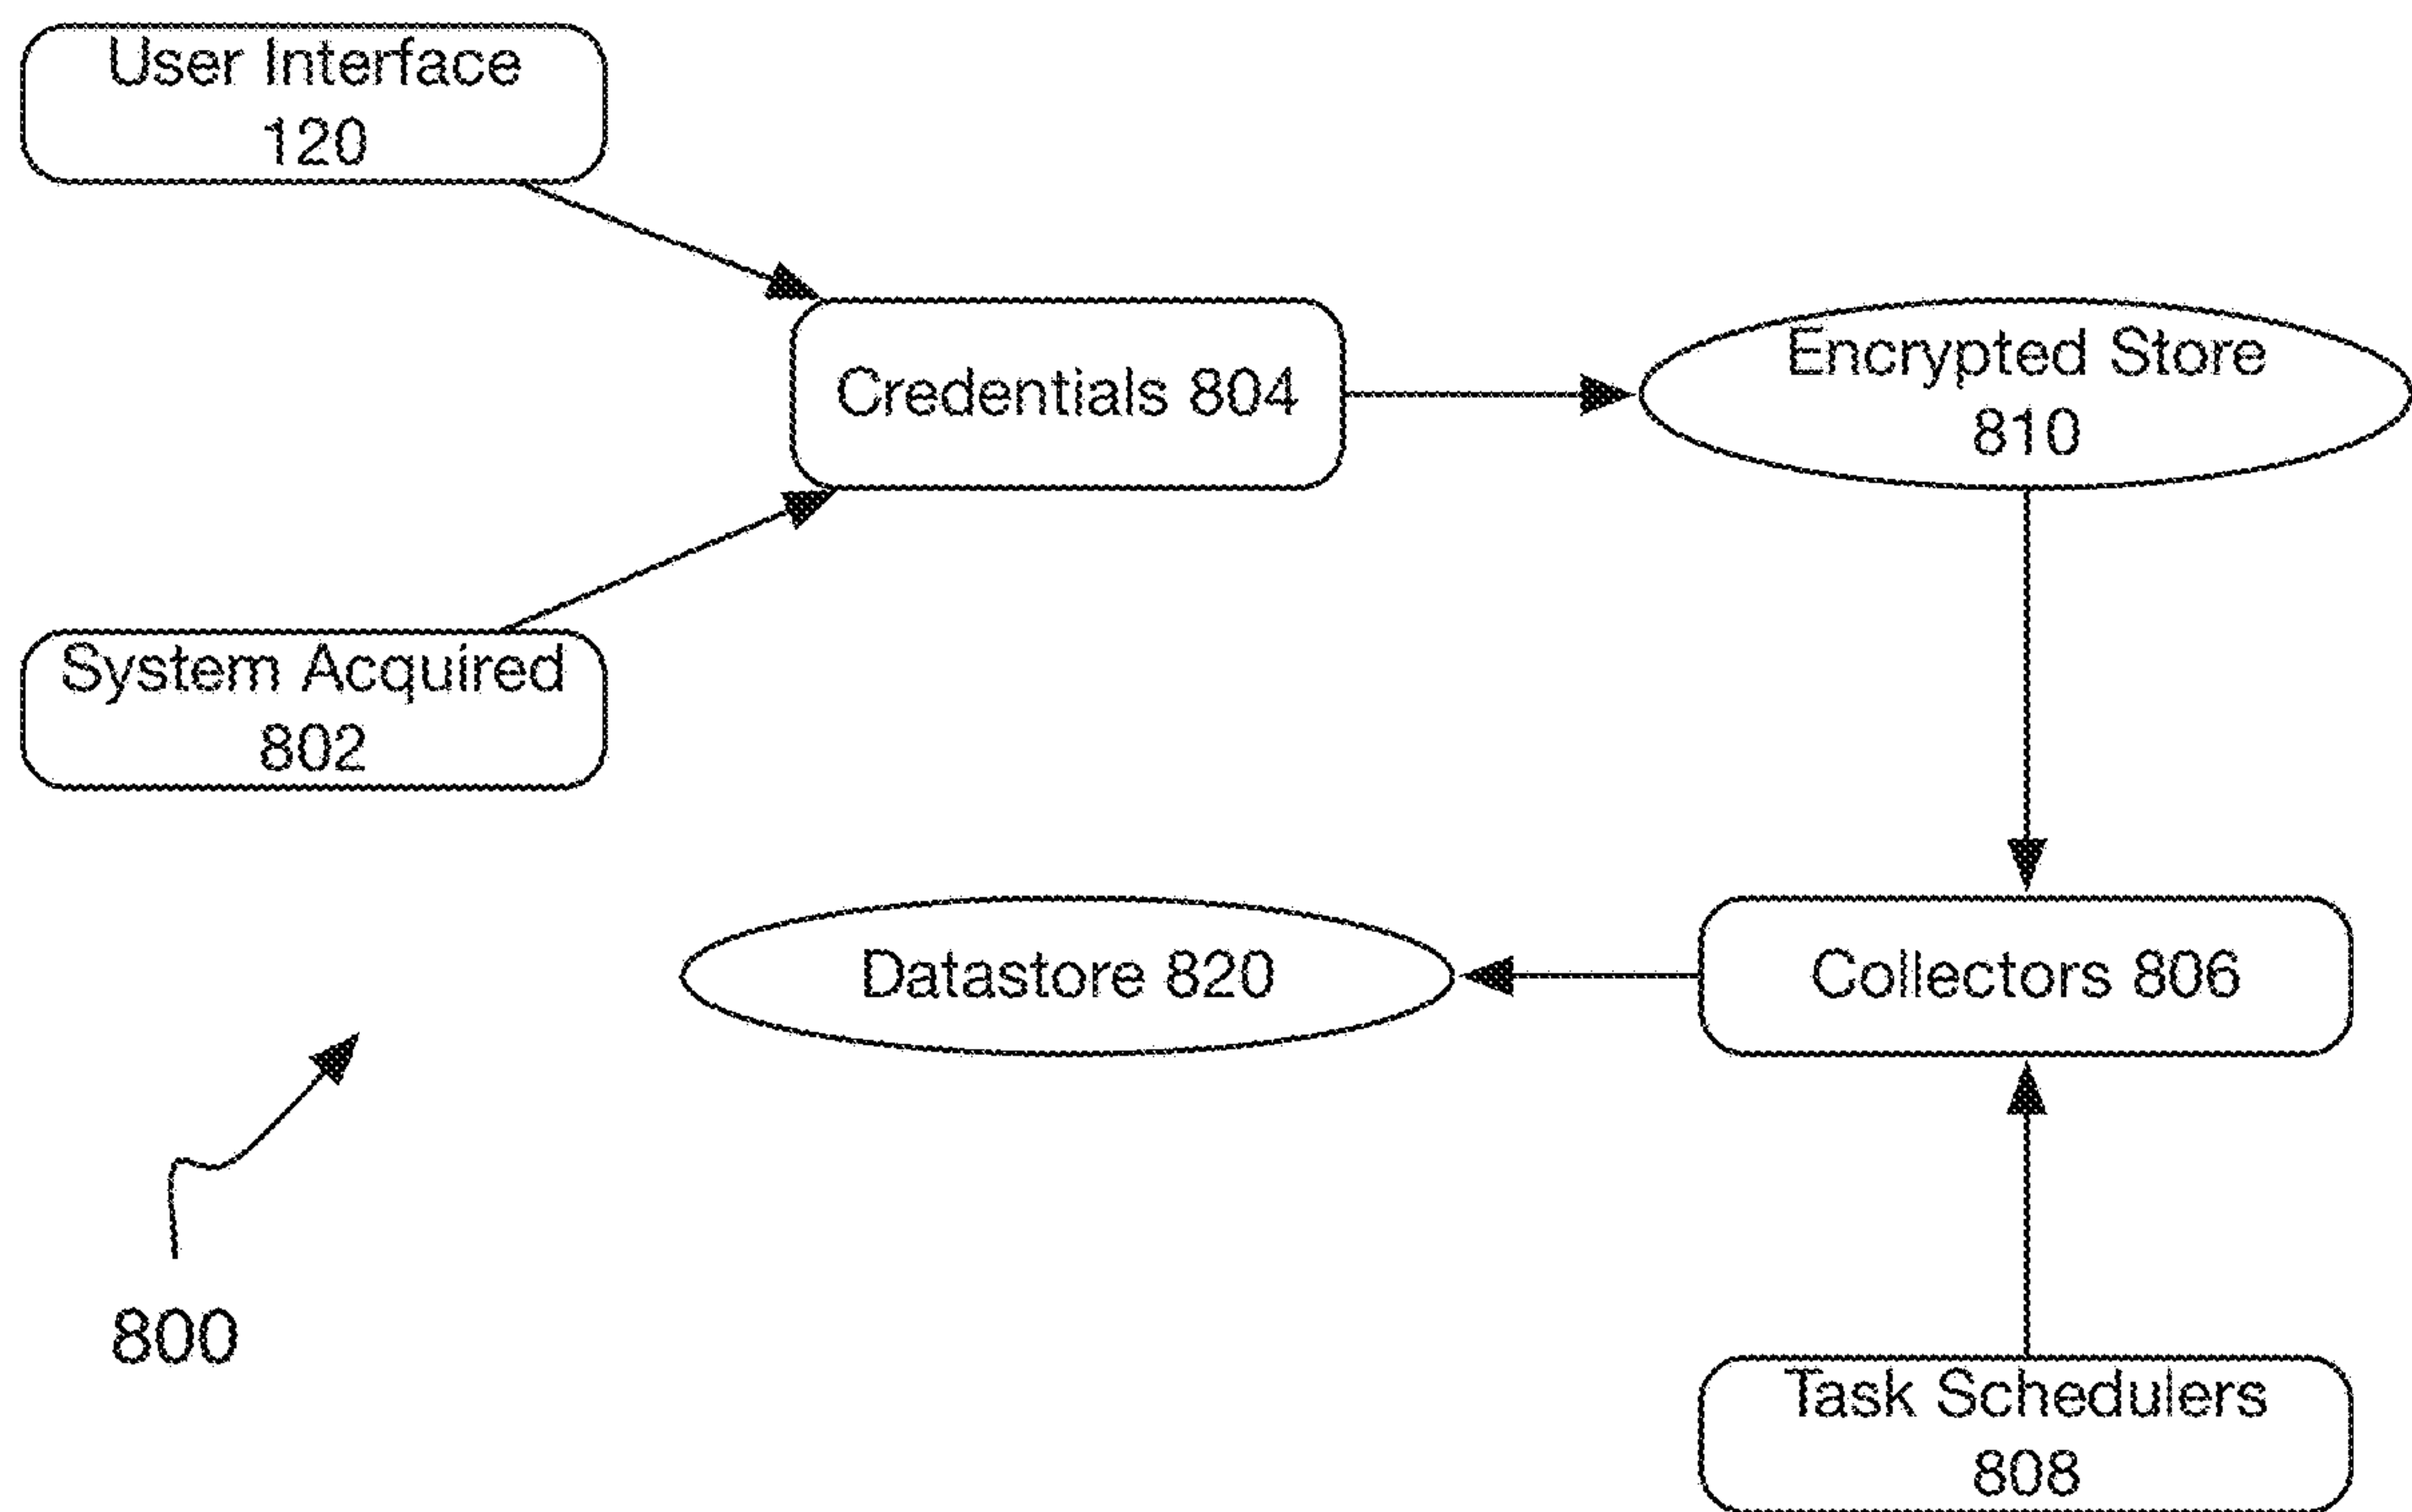 User Interface
120
Credentials 804
Encrypted Store
810
System Acquired
802
Datastore 820
Collectors 806
800
Task Schedulers
808